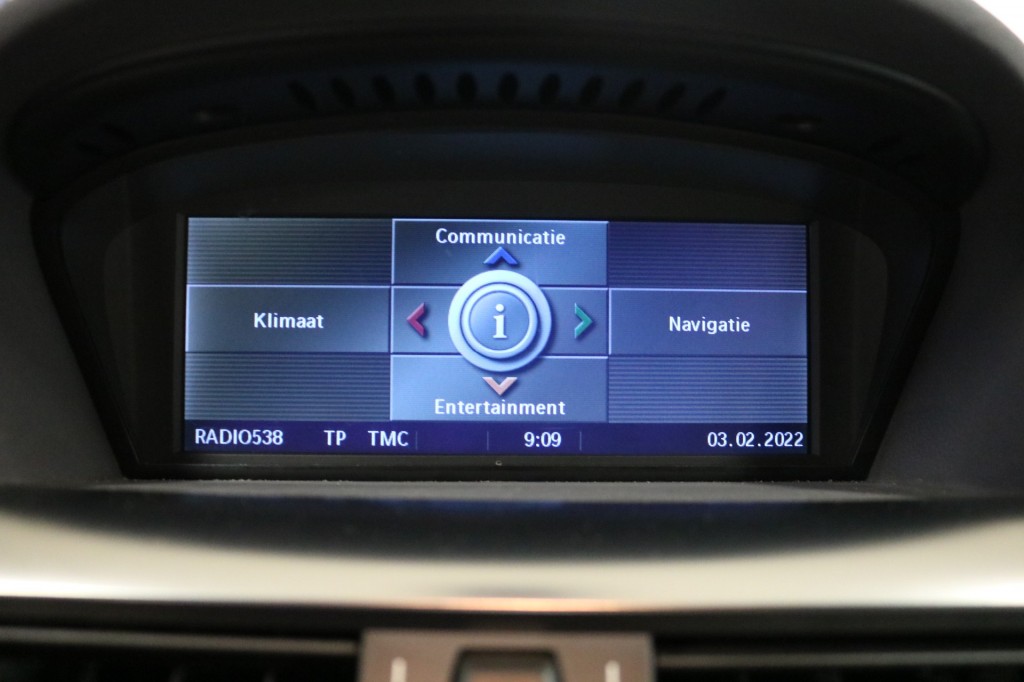 Communicatie
Klimaat
i
Navigatie
Entertainment
RADIO538 TP TMC 9:09 03.02.2022